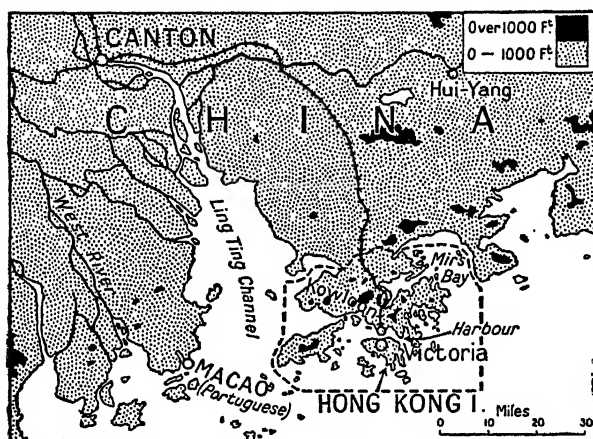 CANTON
Over 1000 Ft.
0 – 1000 Ft.
Hui-Yang
CHINA
West River
Ling Ting Channel
Mirs
Bay
Kowloon
Harbour
Victoria
MACAO
(Portuguese)
HONG KONG I.
Miles
0 10 20 30